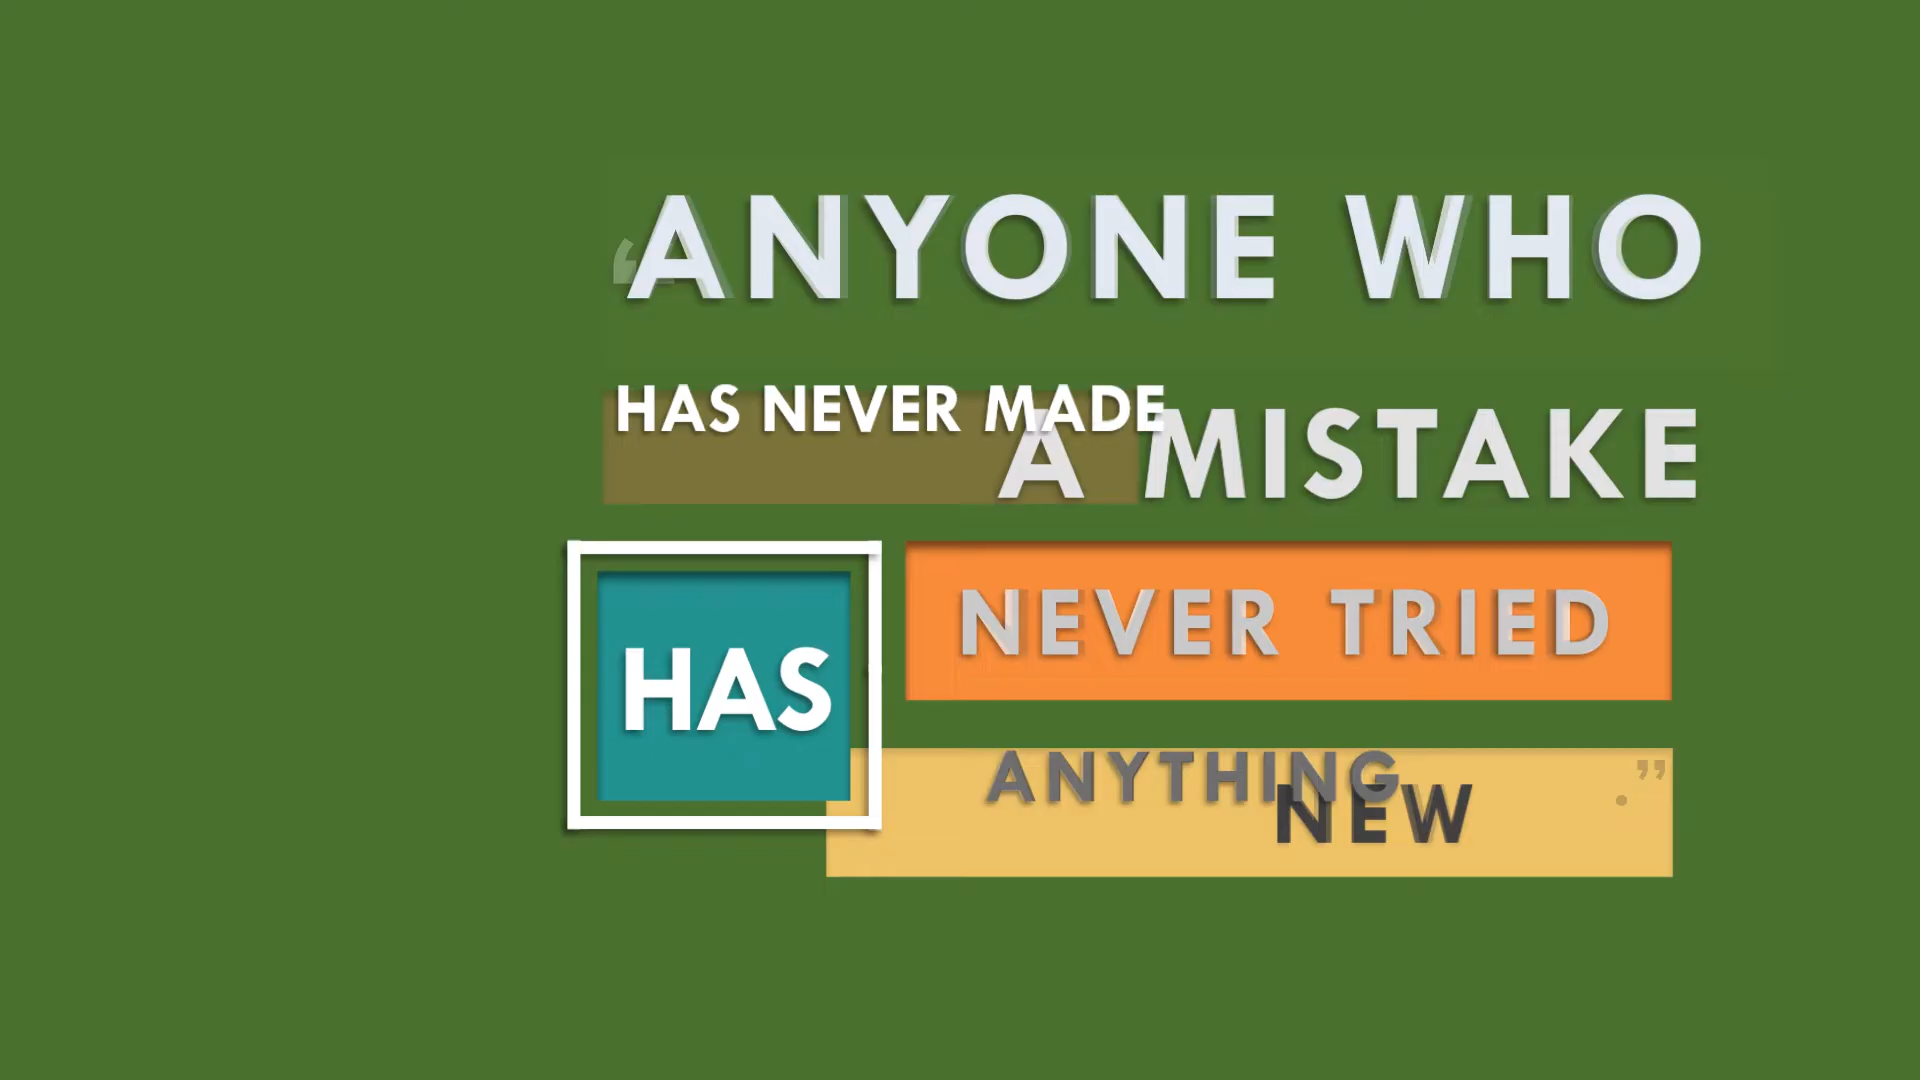 “ANYONE WHO
HAS NEVER MADE
A MISTAKE
HAS
NEVER TRIED
ANYTHING
NEW.”